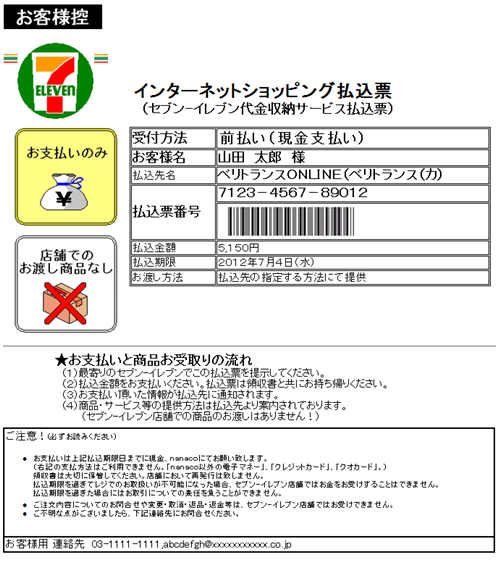 お客様控
7
ELEVEN
インターネットショッピング払込票
（セブン-イレブン代金収納サービス払込票）
お支払いのみ
¥
店舗での
お渡し商品なし
受付方法 前払い（現金支払い）
お客様名 山田 太郎 様
払込先名 ベリトランスONLINE（ベリトランス（カ）
払込票番号 7123-4567-89012
払込金額 5,150円
払込期限 2012年7月4日（水）
お渡し方法 払込先の指定する方法にて提供
★お支払いと商品お受取りの流れ
（1）最寄りのセブン-イレブンでこの払込票を提示してください。
（2）払込金額をお支払いください。払込票は領収書と共にお持ち帰りください。
（3）お支払い頂いた情報が払込先に通知されます。
（4）商品・サービス等の提供方法は払込先より案内されております。
（セブン-イレブン店舗での商品のお渡しはありません！）
ご注意！（必ずお読みください）
● お支払いは上記払込期限日までに現金、nanacoにてお願い致します。
（右記の支払方法はご利用できません。「nanaco以外の電子マネー」、「クレジットカード」、「クオカード」。）
領収書は大切に保管してください。店舗において再発行は致しません。
払込期限を過ぎてレジでのお取扱いが不可能になった場合、セブン-イレブン店舗ではお金をお受けすることはできません。
払込期限を過ぎた場合にはお取引についての責任を負うことができません。
● ご注文内容についてのお問合せや変更・取消・返品・返金等は、セブン-イレブン店舗ではお受けできません。
● ご不明な点がございましたら、下記連絡先にお問合せください。
お客様用 連絡先 03-1111-1111,abcdefgh@xxxxxxxxxxx.co.jp